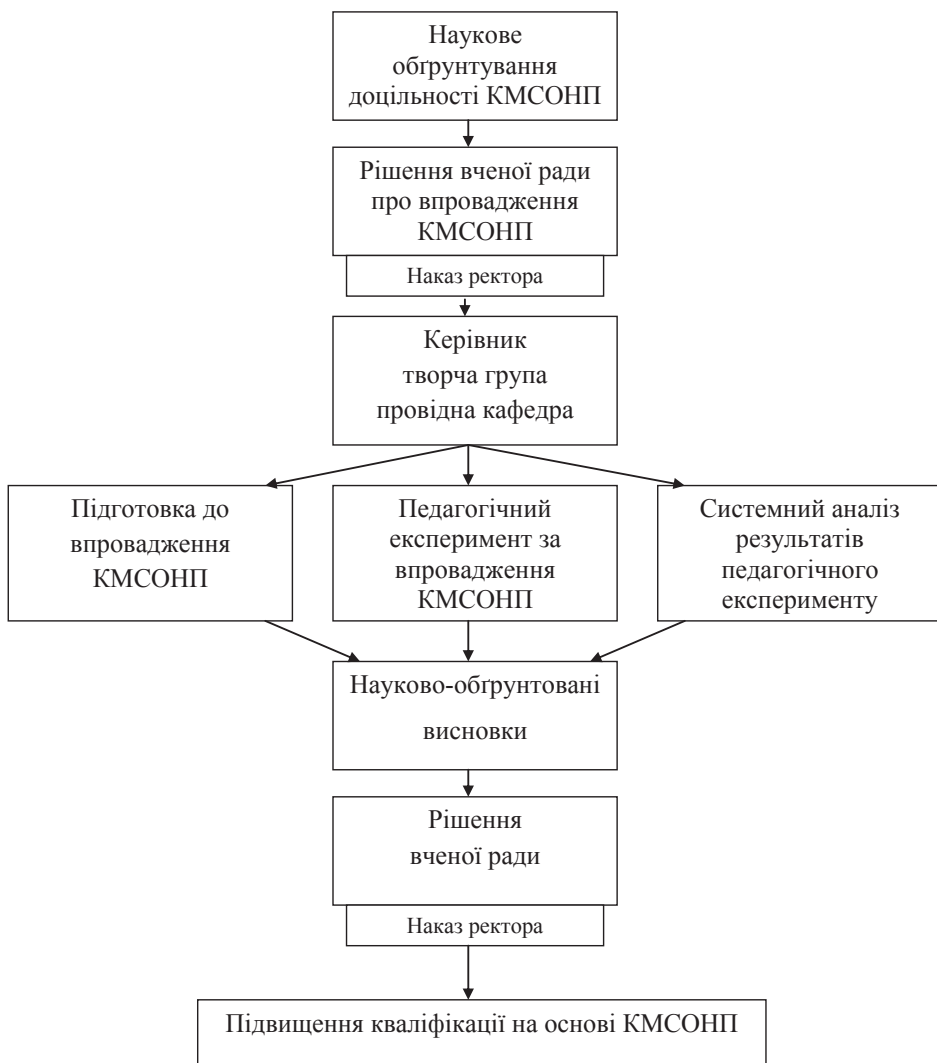 Наукове
обґрунтування
доцільності КМСОНП
Рішення вченої ради
про впровадження
КМСОНП
Наказ ректора
Керівник
творча група
провідна кафедра
Підготовка до
впровадження
КМСОНП
Педагогічний
експеримент за
впровадження
КМСОНП
Системний аналіз
результатів
педагогічного
експерименту
Науково-обґрунтовані
висновки
Рішення
вченої ради
Наказ ректора
Підвищення кваліфікації на основі КМСОНП